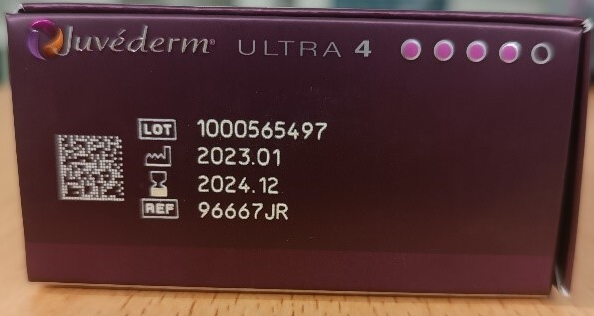 Juvéderm® ULTRA 4
LOT 1000565497
2023.01
2024.12
REF 96667JR